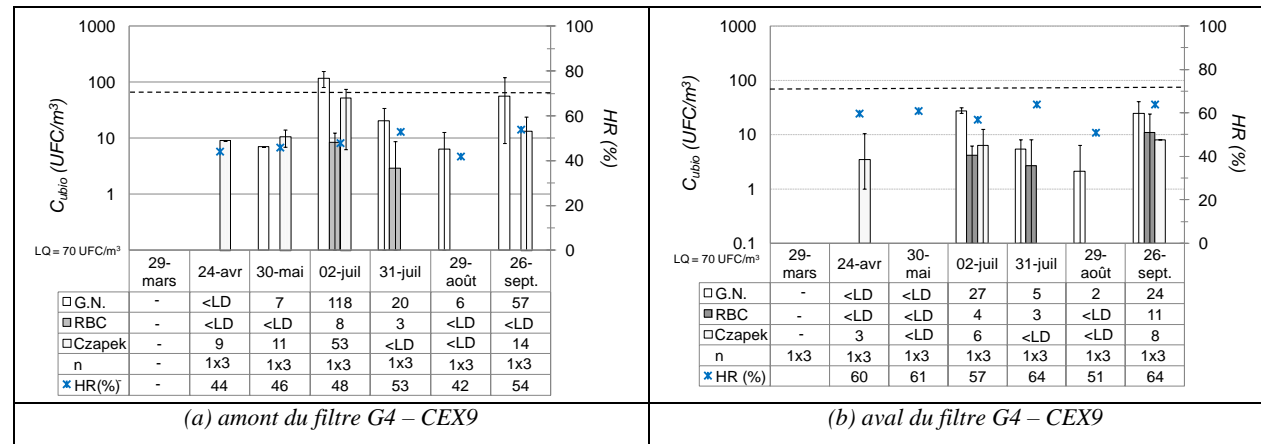 1000
100
10
1
C_ubio (UFC/m³)
LQ = 70 UFC/m³
100
80
60
40
20
0
HR (%)
29-mars 24-avr 30-mai 02-juil 31-juil 29-août 26-sept.
G.N. - <LD 7 118 20 6 57
RBC - <LD <LD 8 3 <LD <LD
Czapek - 9 11 53 <LD <LD 14
n - 1x3 1x3 1x3 1x3 1x3 1x3
HR(%) - 44 46 48 53 42 54
(a) amont du filtre G4 – CEX9
1000
100
10
1
0.1
C_ubio (UFC/m³)
LQ = 70 UFC/m³
100
80
60
40
20
0
HR (%)
29-mars 24-avr 30-mai 02-juil 31-juil 29-août 26-sept.
G.N. - <LD <LD 27 5 2 24
RBC - <LD <LD 4 3 <LD 11
Czapek - 3 <LD 6 <LD <LD 8
n 1x3 1x3 1x3 1x3 1x3 1x3 1x3
HR (%) 60 61 57 64 51 64
(b) aval du filtre G4 – CEX9